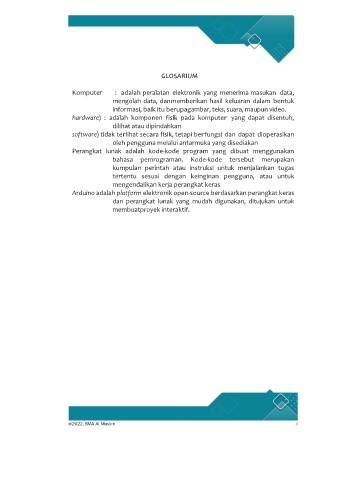 GLOSARIUM
Komputer : adalah peralatan elektronik yang menerima masukan data,
mengolah data, danmemberikan hasil keluaran dalam bentuk
informasi, baik itu berupagambar, teks, suara, maupun video.
hardware) : adalah komponen fisik pada komputer yang dapat disentuh,
dilihat atau dipindahkan
software) tidak terlihat secara fisik, tetapi berfungsi dan dapat dioperasikan
oleh pengguna melalui antarmuka yang disediakan
Perangkat lunak adalah kode-kode program yang dibuat menggunakan
bahasa pemrograman. Kode-kode tersebut merupakan
kumpulan perintah atau instruksi untuk menjalankan tugas
tertentu sesuai dengan keinginan pengguna, atau untuk
mengendalikan kerja perangkat keras
Arduino adalah platform elektronik open-source berdasarkan perangkat keras
dan perangkat lunak yang mudah digunakan, ditujukan untuk
membuatproyek interaktif.
©2022, SMA Al Muslim